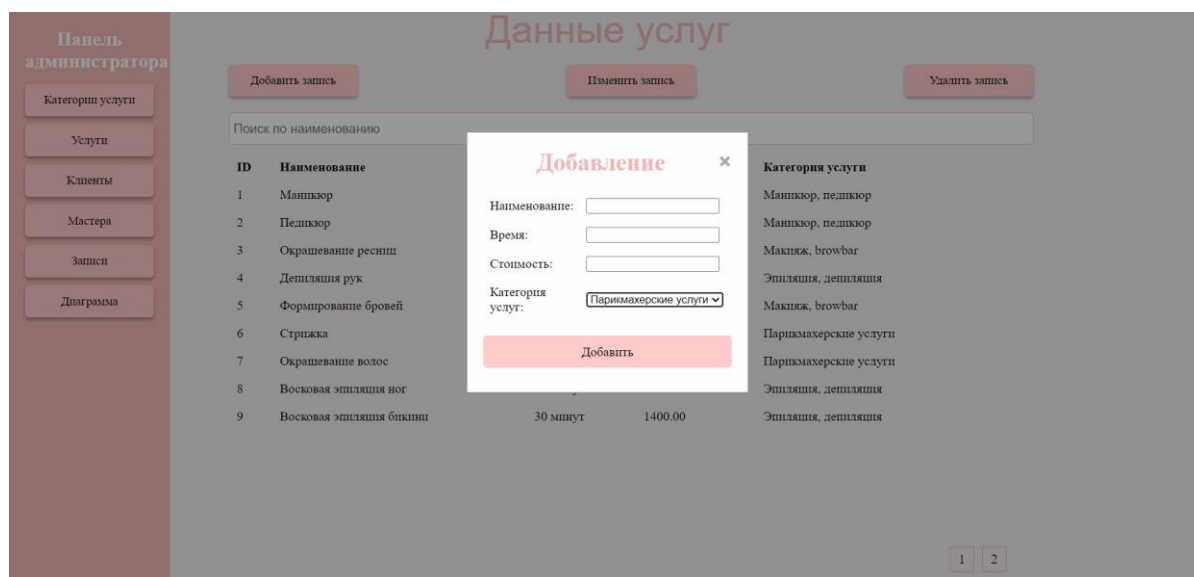 Панель
администратора
Категории услуги
Услуги
Клиенты
Мастера
Записи
Диаграмма
Данные услуг
Добавить запись
Изменить запись
Удалить запись
Поиск по наименованию
ID Наименование Категория услуги
1 Маникюр Маникюр, педикюр
2 Педикюр Маникюр, педикюр
3 Окрашевание ресниц Макияж, browbar
4 Депиляция рук Эпиляция, депиляция
5 Формирование бровей Макияж, browbar
6 Стрижка Парикмахерские услуги
7 Окрашевание волос Парикмахерские услуги
8 Восковая эпиляция ног Эпиляция, депиляция
9 Восковая эпиляция бикини 30 минут 1400.00 Эпиляция, депиляция
Добавление ×
Наименование:
Время:
Стоимость:
Категория
услуг:
Парикмахерские услуги
Добавить
1 2